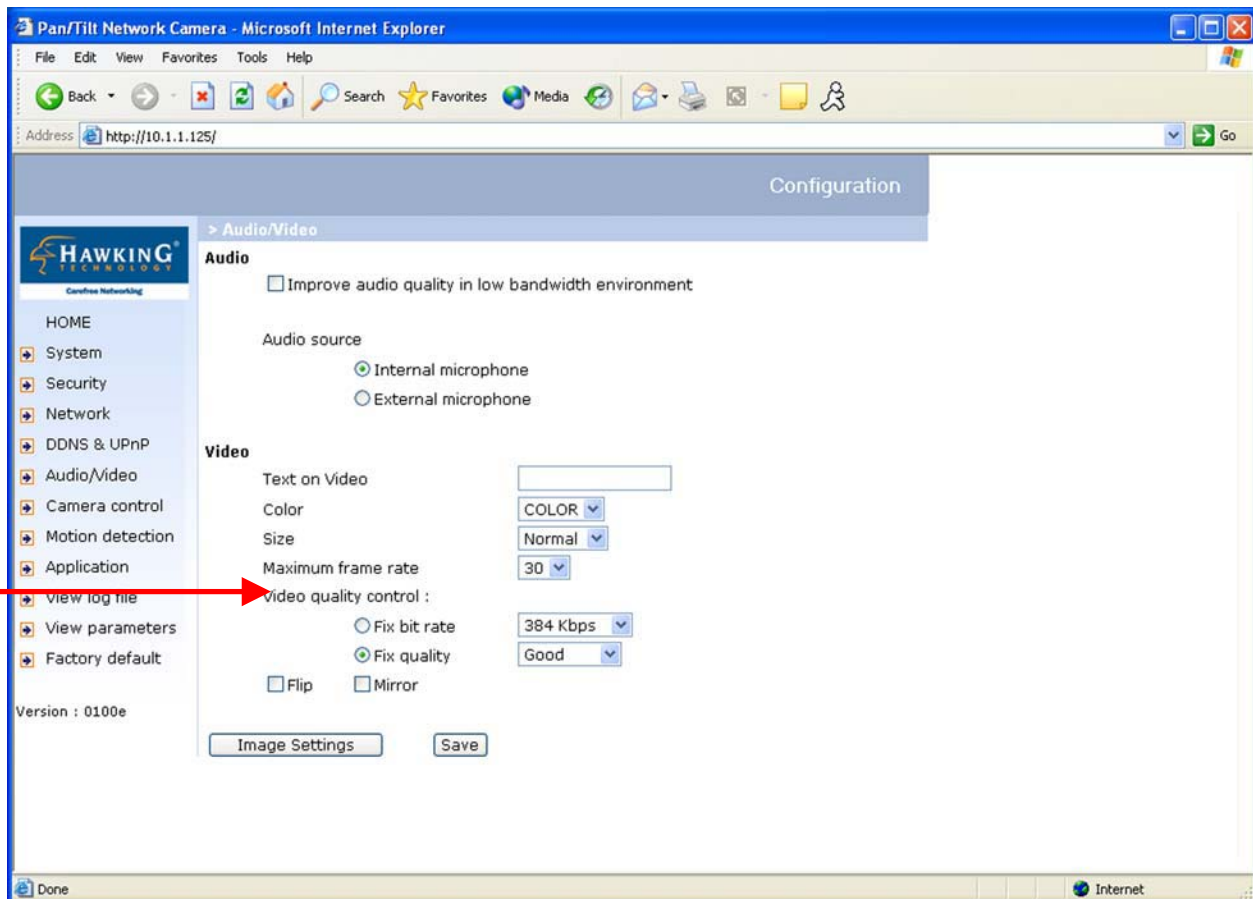 Pan/Tilt Network Camera - Microsoft Internet Explorer
File Edit View Favorites Tools Help
Back Search Favorites Media
Address http://10.1.1.125/ Go
Configuration
> Audio/Video
HAWKING®
TECHNOLOGY
Carefree Networking
HOME
System
Security
Network
DDNS & UPnP
Audio/Video
Camera control
Motion detection
Application
View log file
View parameters
Factory default
Version : 0100e
Audio
Improve audio quality in low bandwidth environment
Audio source
Internal microphone
External microphone
Video
Text on Video
Color COLOR
Size Normal
Maximum frame rate 30
Video quality control :
Fix bit rate 384 Kbps
Fix quality Good
Flip Mirror
Image Settings Save
Done Internet